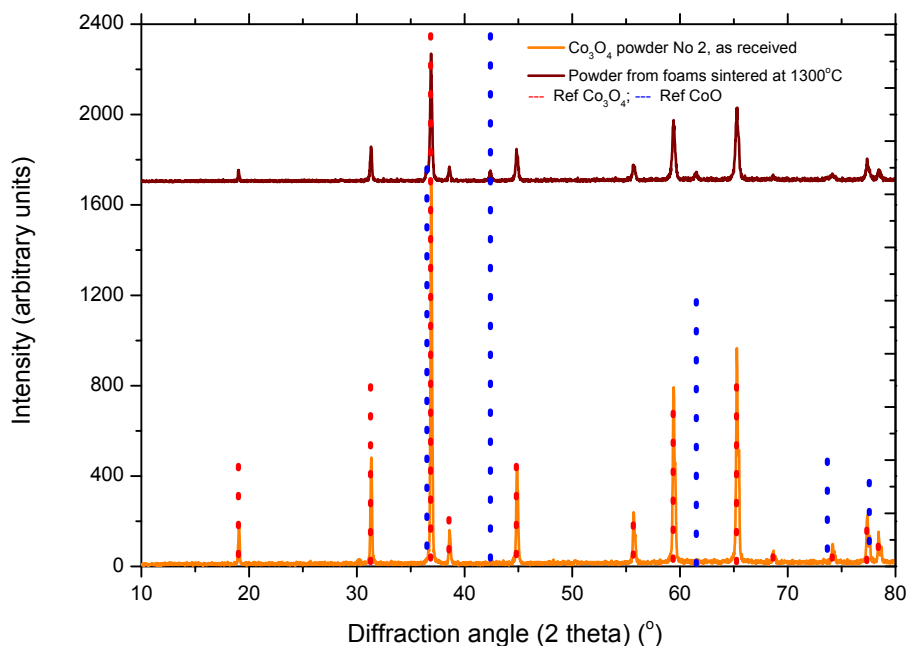 2400
2000
1600
1200
800
400
0
Intensity (arbitrary units)
Co₃O₄ powder No 2, as received
Powder from foams sintered at 1300°C
Ref Co₃O₄; Ref CoO
10 20 30 40 50 60 70 80
Diffraction angle (2 theta) (°)